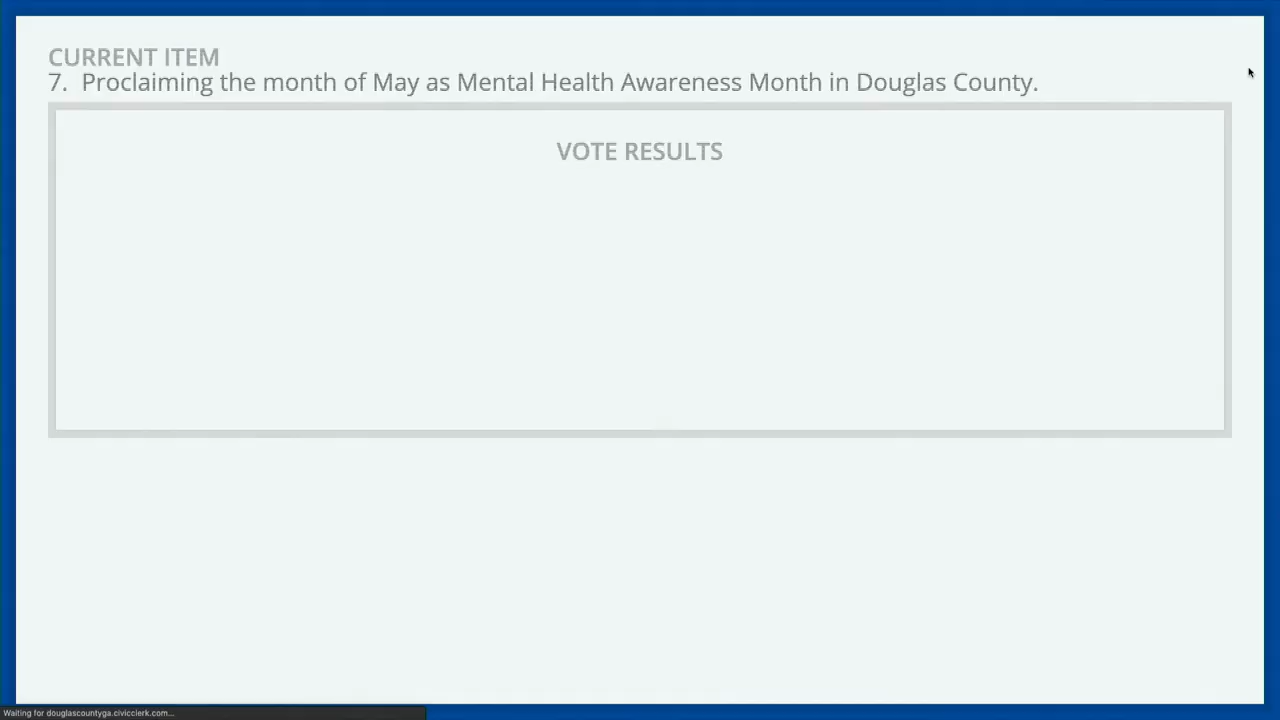 CURRENT ITEM
7. Proclaiming the month of May as Mental Health Awareness Month in Douglas County.
VOTE RESULTS
Waiting for douglascountyga.civicclerk.com...